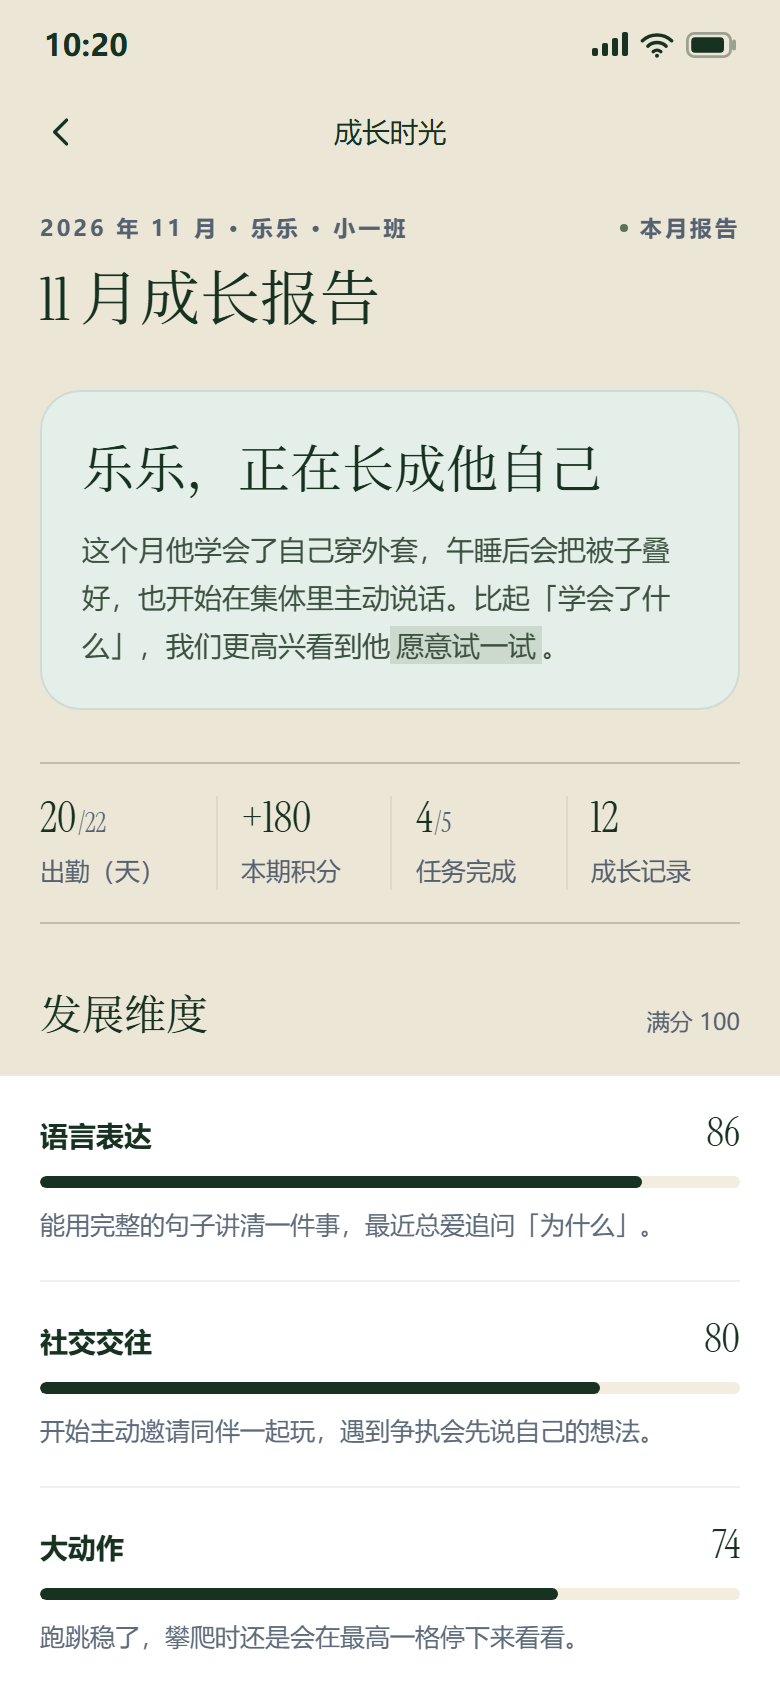 10:20
成长时光
2026 年 11 月 • 乐乐 • 小一班
本月报告
11 月成长报告
乐乐，正在长成他自己
这个月他学会了自己穿外套，午睡后会把被子叠
好，也开始在集体里主动说话。比起「学会了什
么」，我们更高兴看到他愿意试一试。
20/22
出勤（天）
+180
本期积分
4/5
任务完成
12
成长记录
发展维度
满分 100
语言表达
86
能用完整的句子讲清一件事，最近总爱追问「为什么」。
社交交往
80
开始主动邀请同伴一起玩，遇到争执会先说自己的想法。
大动作
74
跑跳稳了，攀爬时还是会在最高一格停下来看看。